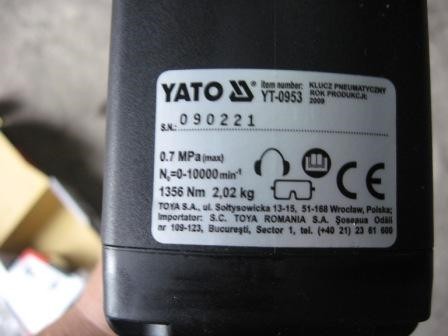 YATO ® item number: YT-0953 KLUCZ PNEUMATYCZNY
ROK PRODUKCJI:
2009
S.N.: 090221
0.7 MPa (max)
N₀=0-10000 min⁻¹
1356 Nm 2,02 kg
CE
TOYA S.A., ul. Sołtysowicka 13-15, 51-168 Wrocław, Polska;
Importator: S.C. TOYA ROMANIA S.A. Şoseaua Odăii
nr 109-123, Bucureşti, Sector 1, tel. (+40 21) 23 61 600